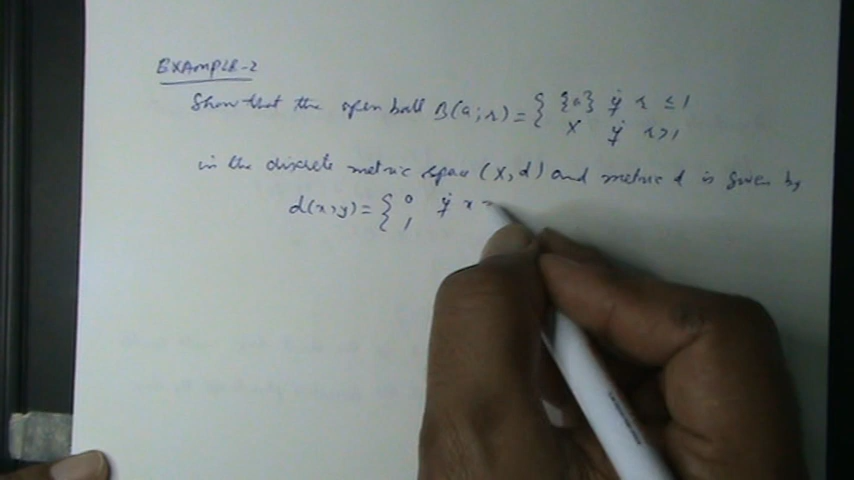 EXAMPLE-2
Show that the open ball B(a;r) = { {a} if r ≤ 1
X if r > 1
in the discrete metric space (X,d) and metric d is given by
d(x,y) = { 0 if x =
1